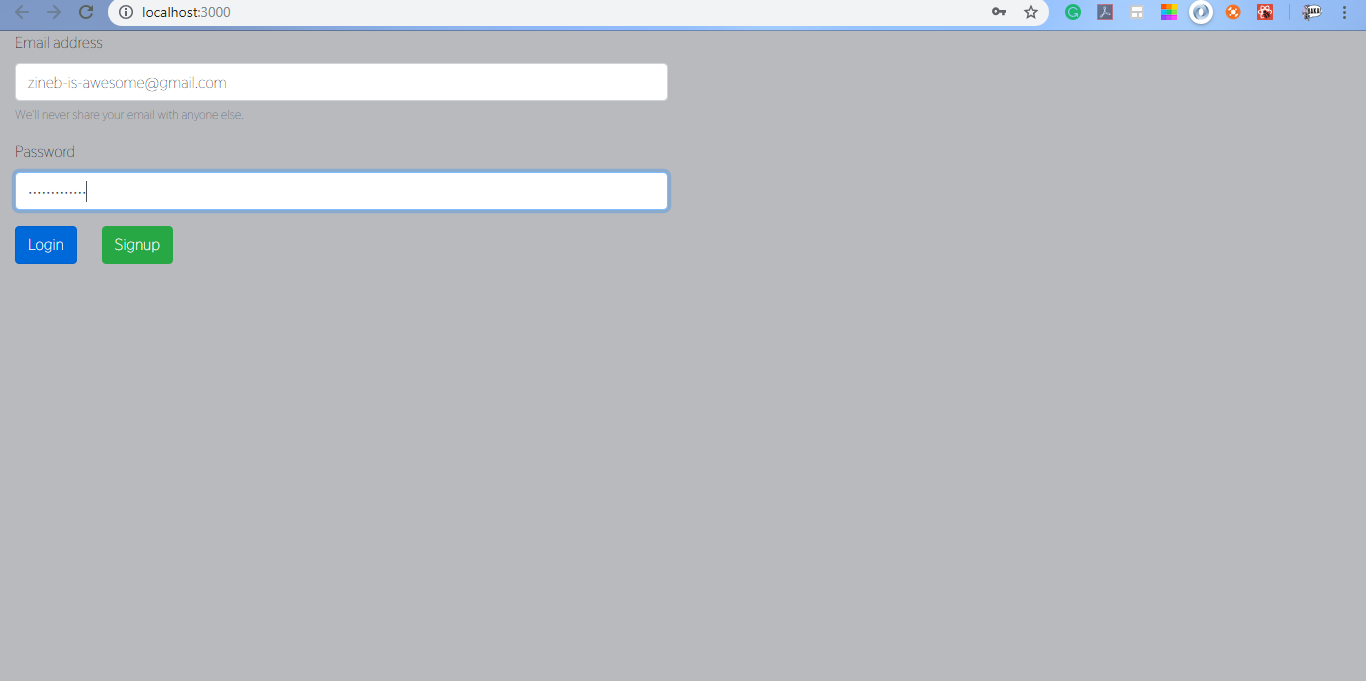 localhost:3000
Email address
zineb-is-awesome@gmail.com
We'll never share your email with anyone else.
Password
.............
Login Signup